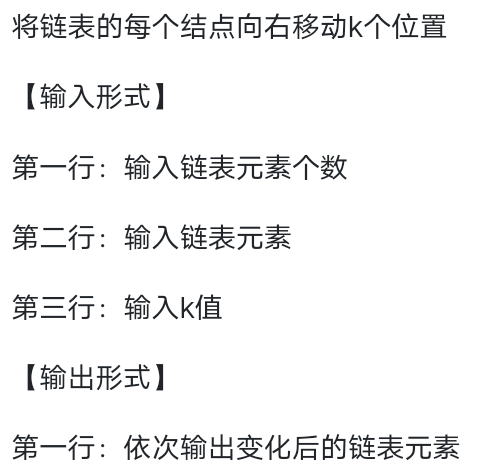 将链表的每个结点向右移动k个位置
【输入形式】
第一行：输入链表元素个数
第二行：输入链表元素
第三行：输入k值
【输出形式】
第一行：依次输出变化后的链表元素